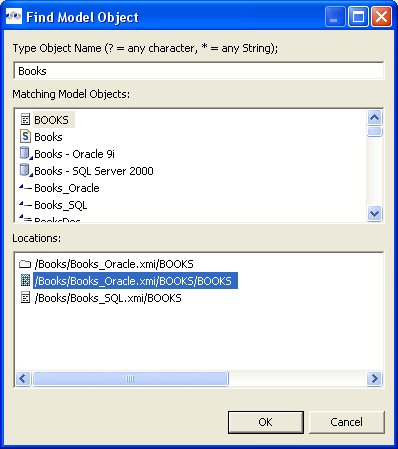 Find Model Object
Type Object Name (? = any character, * = any String);
Books
Matching Model Objects:
BOOKS
Books
Books - Oracle 9i
Books - SQL Server 2000
Books_Oracle
Books_SQL
BooksDoc
Locations:
/Books/Books_Oracle.xmi/BOOKS
/Books/Books_Oracle.xmi/BOOKS/BOOKS
/Books/Books_SQL.xmi/BOOKS
OK
Cancel